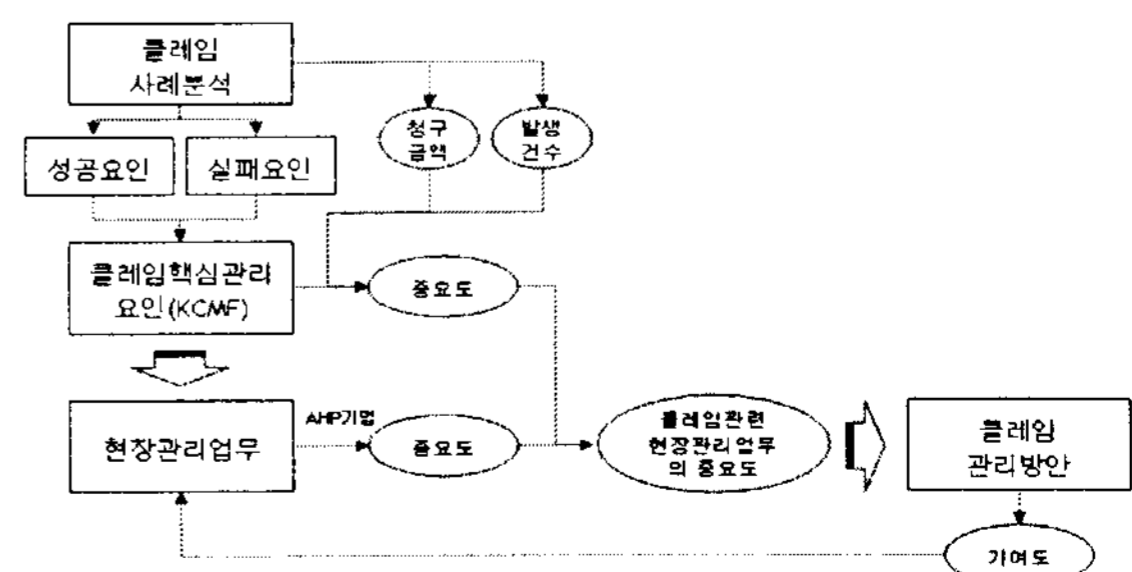 클레임
사례분석
청구
금액
발생
건수
성공요인
실패요인
클레임핵심관리
요인(KCMF)
중요도
현장관리업무
AHP기법
중요도
클레임관련
현장관리업무
의 중요도
클레임
관리방안
기여도